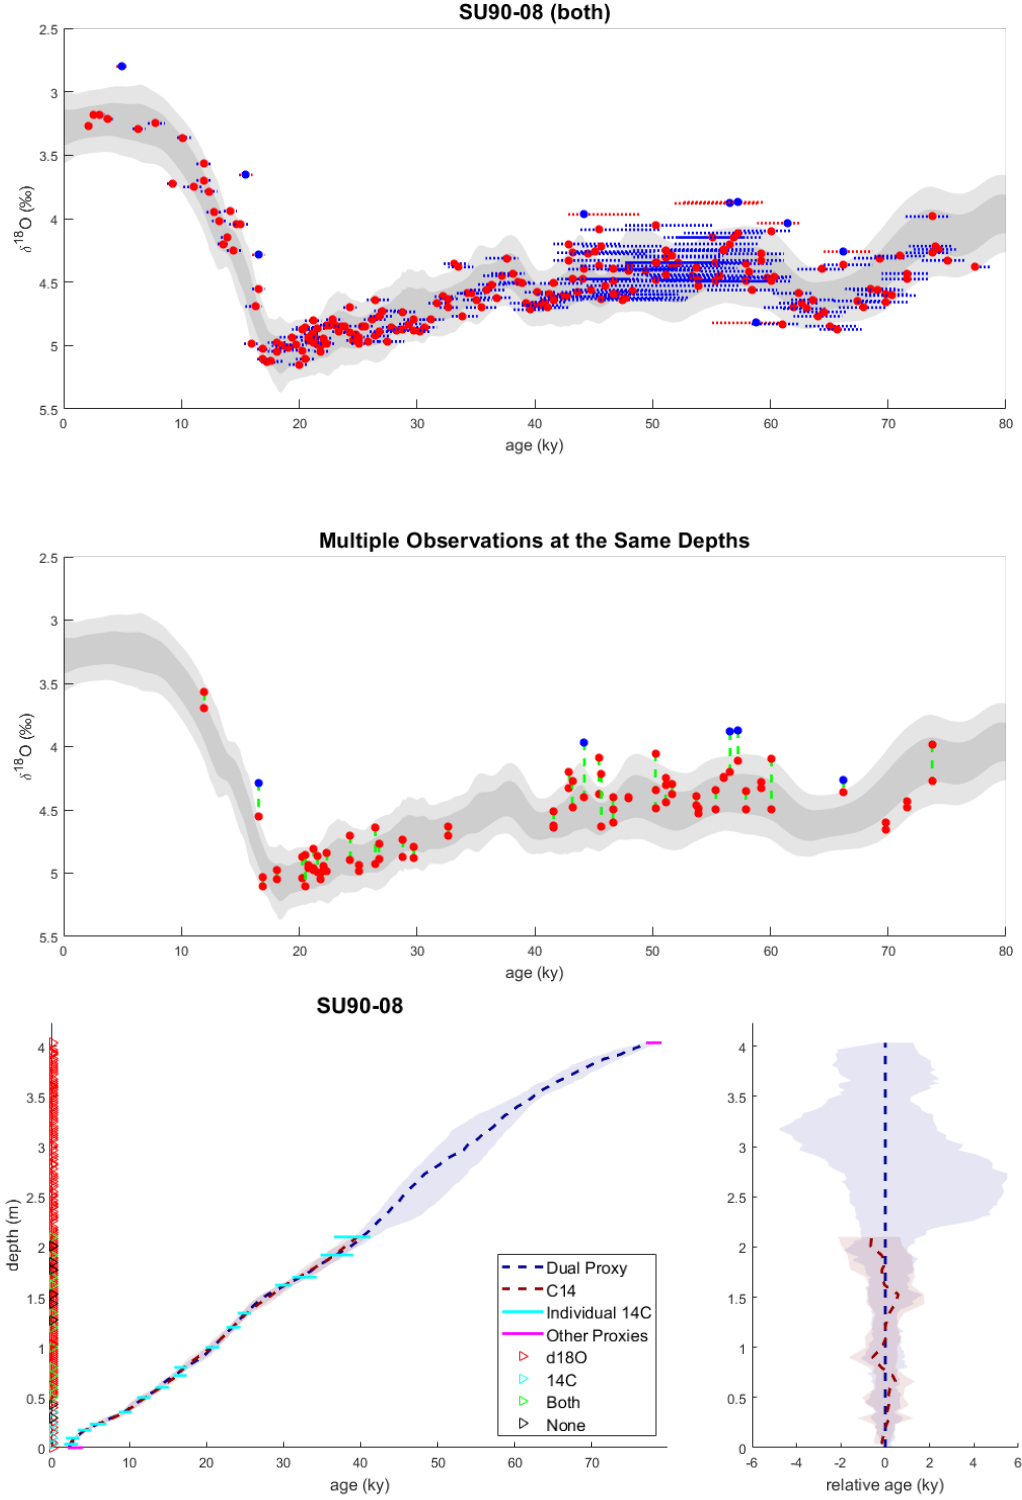 SU90-08 (both)
2.5
3
3.5
4
4.5
5
5.5
δ18O (‰)
0 10 20 30 40 50 60 70 80
age (ky)
Multiple Observations at the Same Depths
2.5
3
3.5
4
4.5
5
5.5
δ18O (‰)
0 10 20 30 40 50 60 70 80
age (ky)
SU90-08
4
3.5
3
2.5
2
1.5
1
0.5
0
depth (m)
0 10 20 30 40 50 60 70
age (ky)
Dual Proxy
C14
Individual 14C
Other Proxies
d18O
14C
Both
None
4
3.5
3
2.5
2
1.5
1
0.5
0
-6 -4 -2 0 2 4 6
relative age (ky)